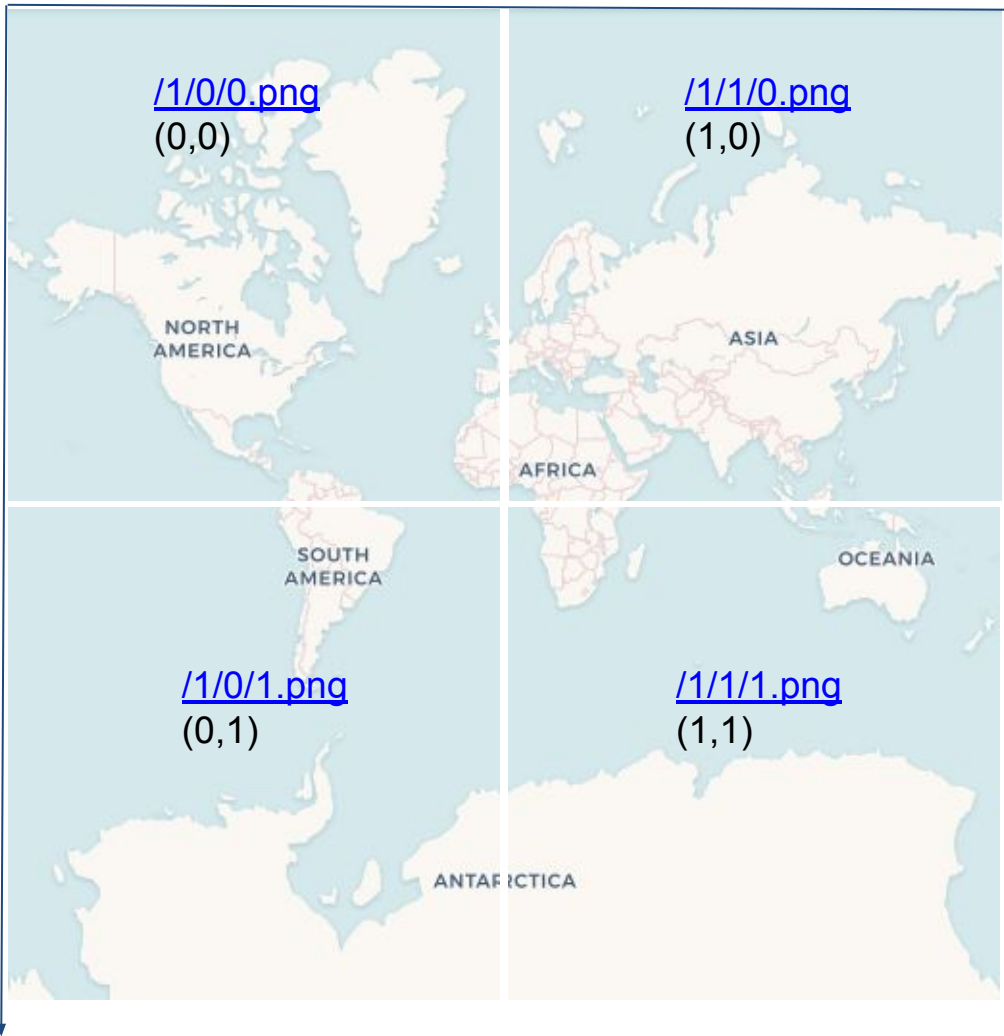 /1/0/0.png
(0,0)
/1/1/0.png
(1,0)
NORTH
AMERICA
ASIA
AFRICA
SOUTH
AMERICA
OCEANIA
/1/0/1.png
(0,1)
/1/1/1.png
(1,1)
ANTARRCTICA